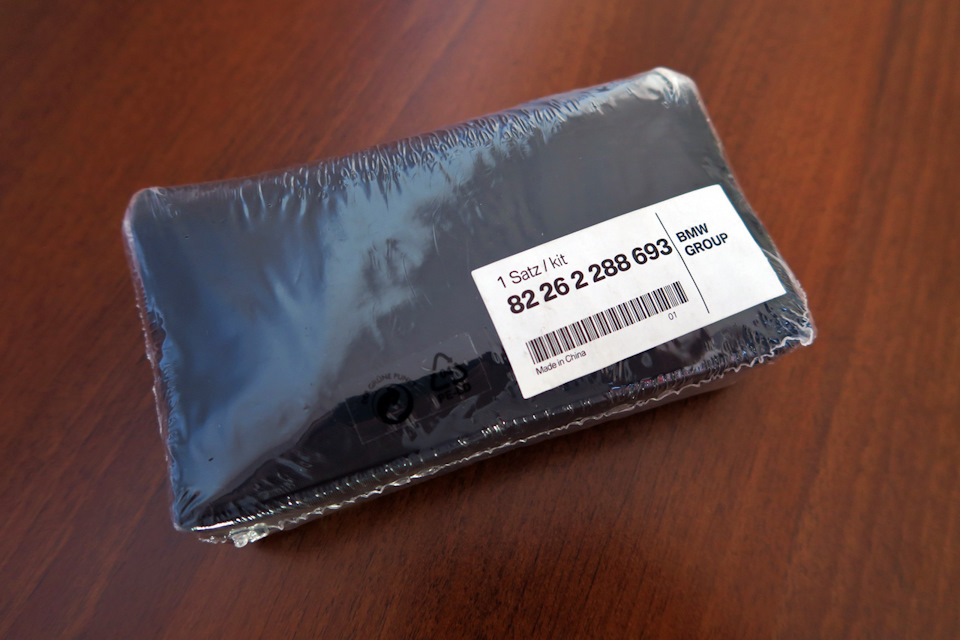 1 Satz / kit
82 26 2 288 693
01
Made in China
BMW
GROUP